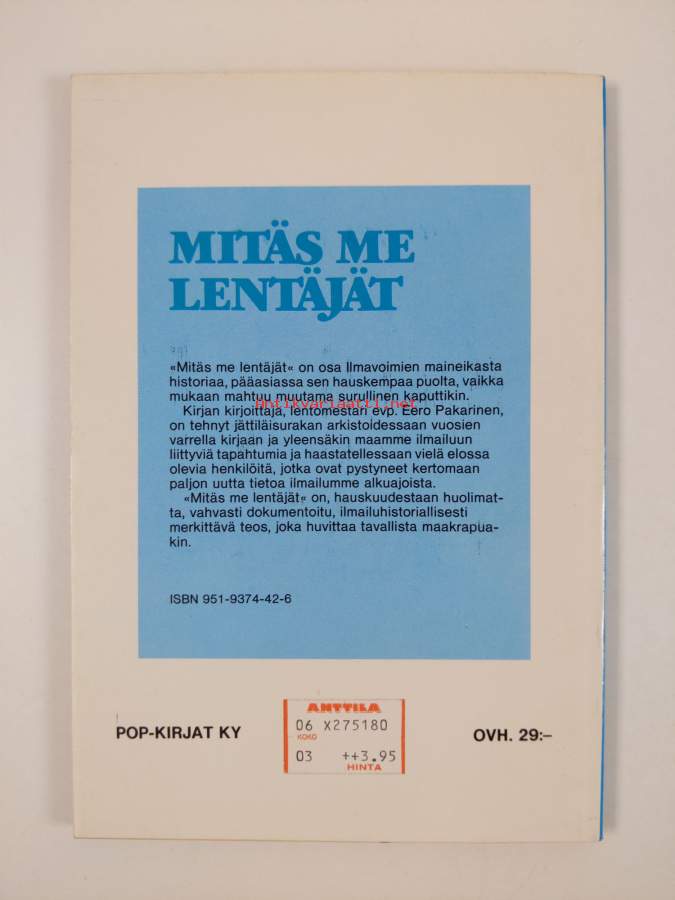 MITÄS ME
LENTÄJÄT
«Mitäs me lentäjät« on osa Ilmavoimien maineikasta
historiaa, pääasiassa sen hauskempaa puolta, vaikka
mukaan mahtuu muutama surullinen kaputtikin.
Antikvariaatti.net
Kirjan kirjoittaja, lentomestari evp. Eero Pakarinen,
on tehnyt jättiläisurakan arkistoidessaan vuosien
varrella kirjaan ja yleensäkin maamme ilmailuun
liittyviä tapahtumia ja haastatellessaan vielä elossa
olevia henkilöitä, jotka ovat pystyneet kertomaan
paljon uutta tietoa ilmailumme alkuajoista.
«Mitäs me lentäjät« on, hauskuudestaan huolimat-
ta, vahvasti dokumentoitu, ilmailuhistoriallisesti
merkittävä teos, joka huvittaa tavallista maakrapua-
kin.
ISBN 951-9374-42-6
POP-KIRJAT KY
ANTTILA
06 X275180
KOKO
03 ++3.95
HINTA
OVH. 29:–